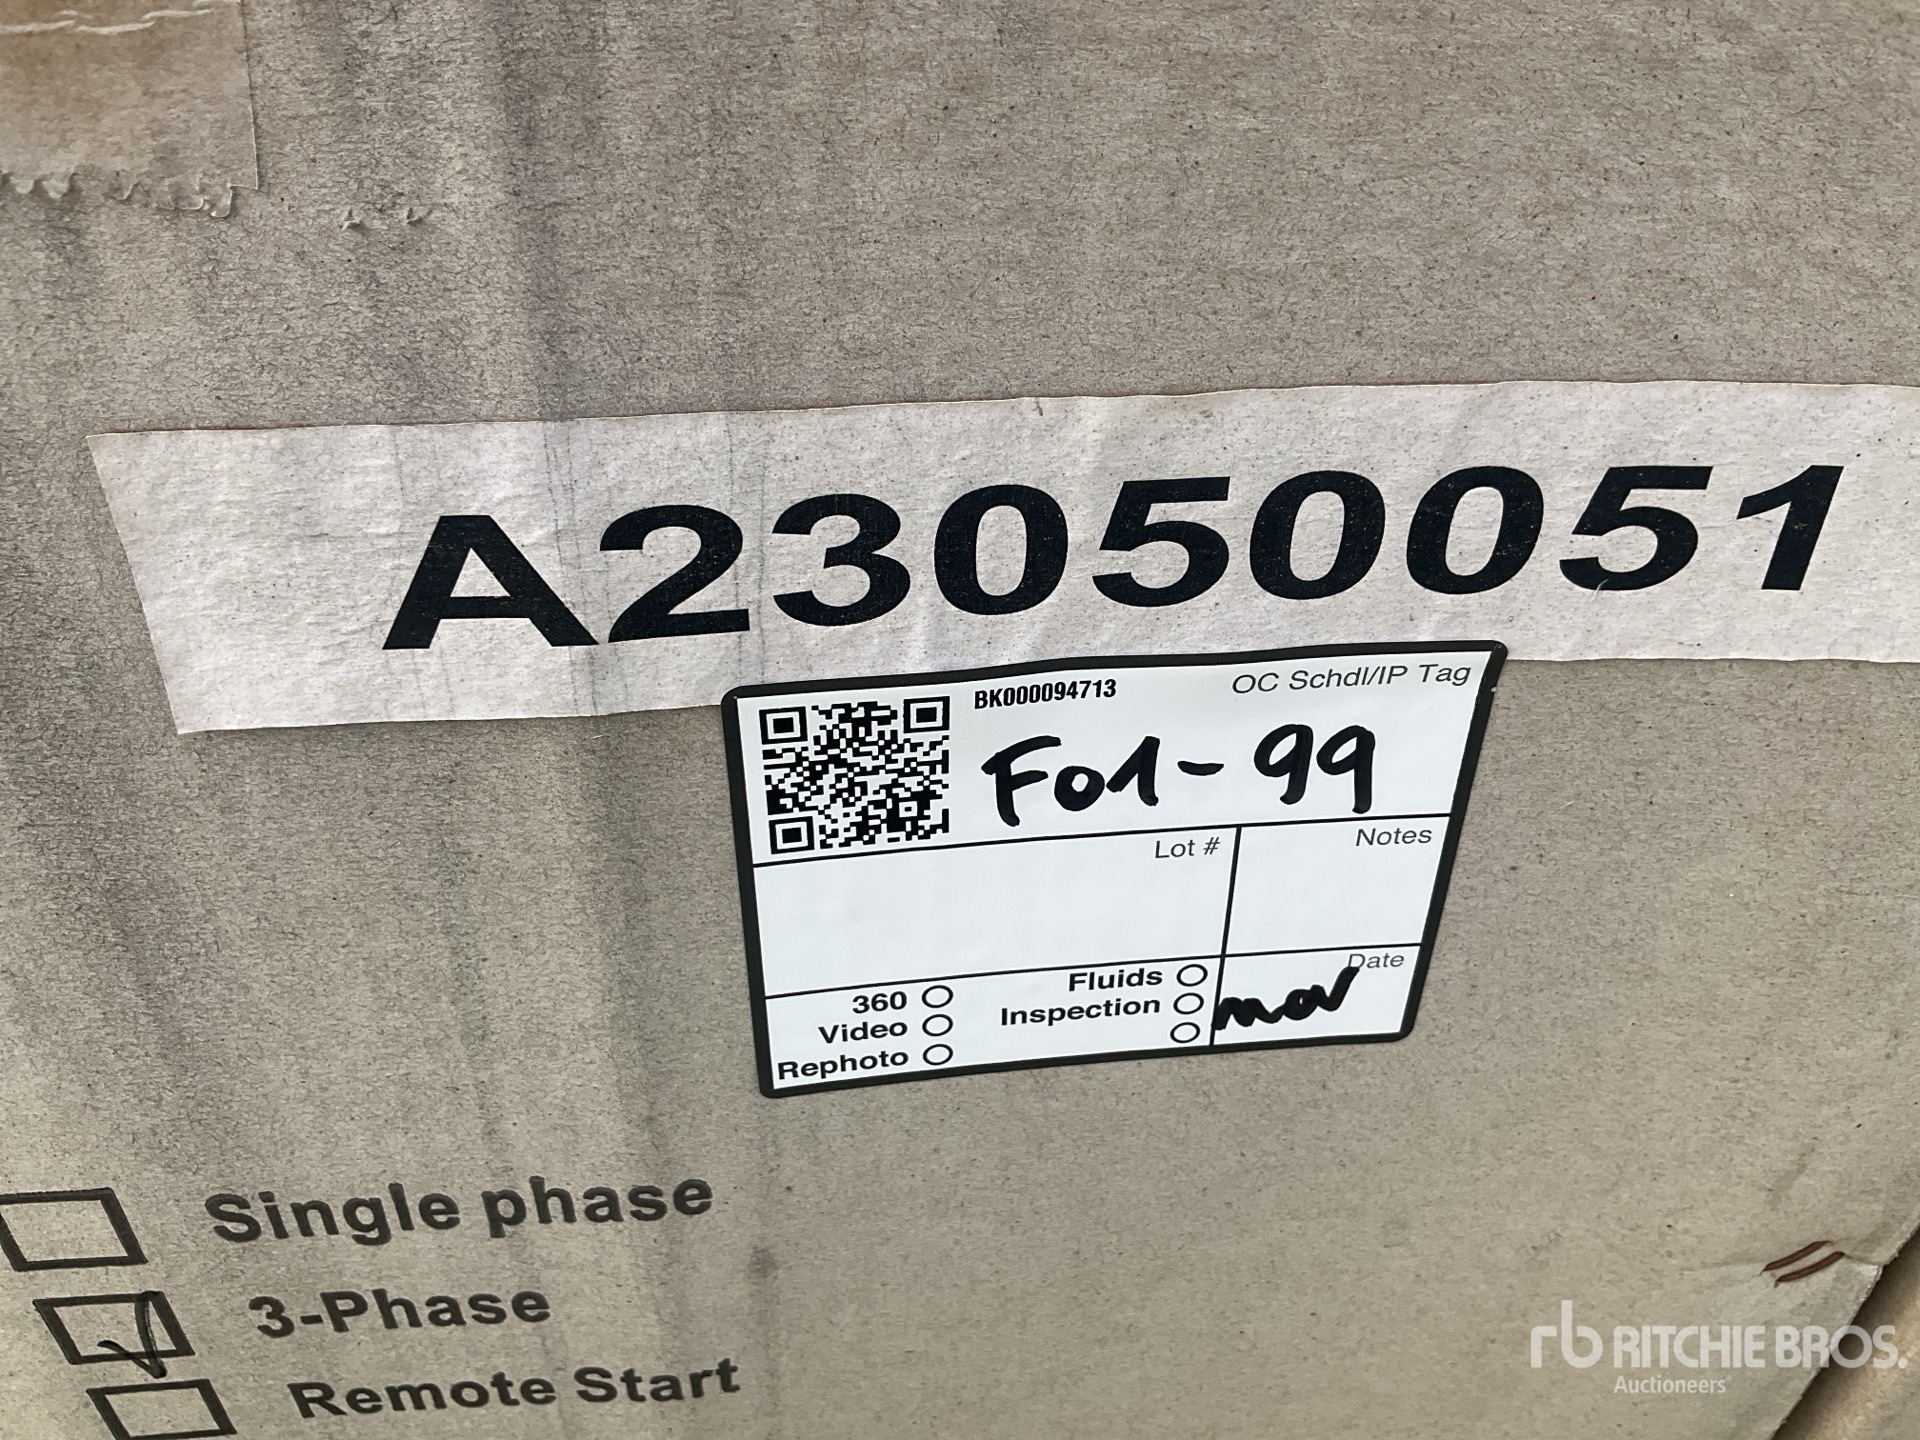 A23050051
BK000094713
OC Schdl/IP Tag
F01-99
Lot #
Notes
360
Video
Rephoto
Fluids
Inspection
Date
mov
Single phase
3-Phase
Remote Start
rb RITCHIE BROS.
Auctioneers